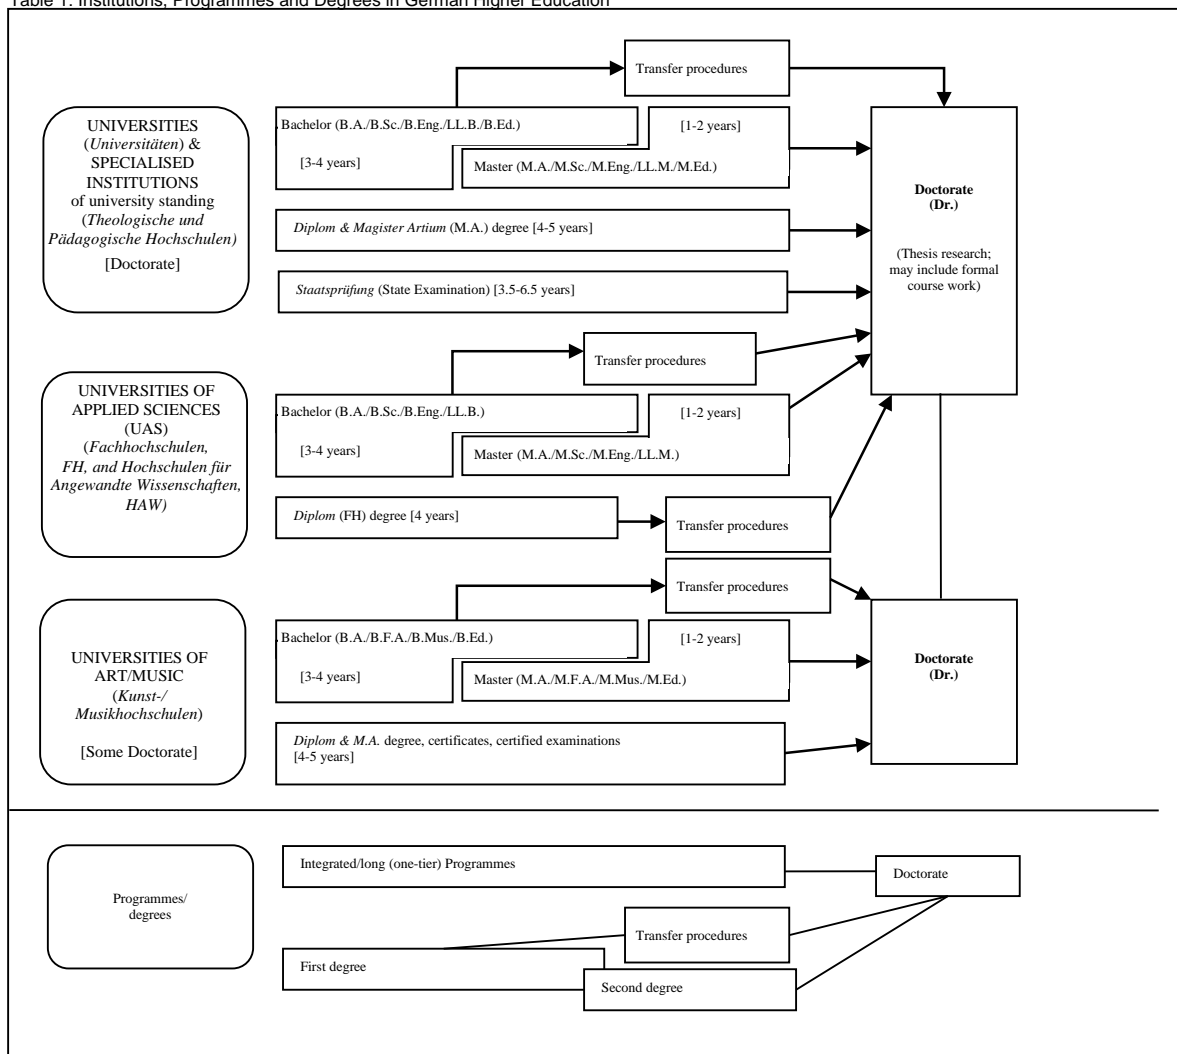 Table 1: Institutions, Programmes and Degrees in German Higher Education
Transfer procedures
UNIVERSITIES
(Universitäten) &
SPECIALISED
INSTITUTIONS
of university standing
(Theologische und
Pädagogische Hochschulen)
[Doctorate]
Bachelor (B.A./B.Sc./B.Eng./LL.B./B.Ed.)
[3-4 years]
[1-2 years]
Master (M.A./M.Sc./M.Eng./LL.M./M.Ed.)
Diplom & Magister Artium (M.A.) degree [4-5 years]
Staatsprüfung (State Examination) [3.5-6.5 years]
Doctorate
(Dr.)
(Thesis research;
may include formal
course work)
Transfer procedures
UNIVERSITIES OF
APPLIED SCIENCES
(UAS)
(Fachhochschulen,
FH, and Hochschulen für
Angewandte Wissenschaften,
HAW)
Bachelor (B.A./B.Sc./B.Eng./LL.B.)
[3-4 years]
[1-2 years]
Master (M.A./M.Sc./M.Eng./LL.M.)
Diplom (FH) degree [4 years]
Transfer procedures
Transfer procedures
UNIVERSITIES OF
ART/MUSIC
(Kunst-/
Musikhochschulen)
[Some Doctorate]
Bachelor (B.A./B.F.A./B.Mus./B.Ed.)
[3-4 years]
[1-2 years]
Master (M.A./M.F.A./M.Mus./M.Ed.)
Diplom & M.A. degree, certificates, certified examinations
[4-5 years]
Doctorate
(Dr.)
Programmes/
degrees
Integrated/long (one-tier) Programmes
Doctorate
Transfer procedures
First degree
Second degree